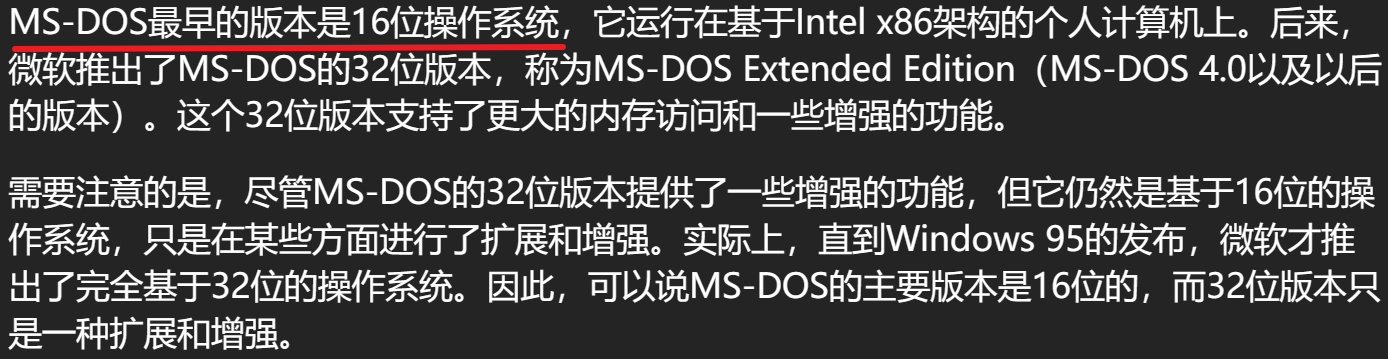 MS-DOS最早的版本是16位操作系统，它运行在基于Intel x86架构的个人计算机上。后来，
微软推出了MS-DOS的32位版本，称为MS-DOS Extended Edition（MS-DOS 4.0以及以后
的版本）。这个32位版本支持了更大的内存访问和一些增强的功能。
需要注意的是，尽管MS-DOS的32位版本提供了一些增强的功能，但它仍然是基于16位的操
作系统，只是在某些方面进行了扩展和增强。实际上，直到Windows 95的发布，微软才推
出了完全基于32位的操作系统。因此，可以说MS-DOS的主要版本是16位的，而32位版本只
是一种扩展和增强。